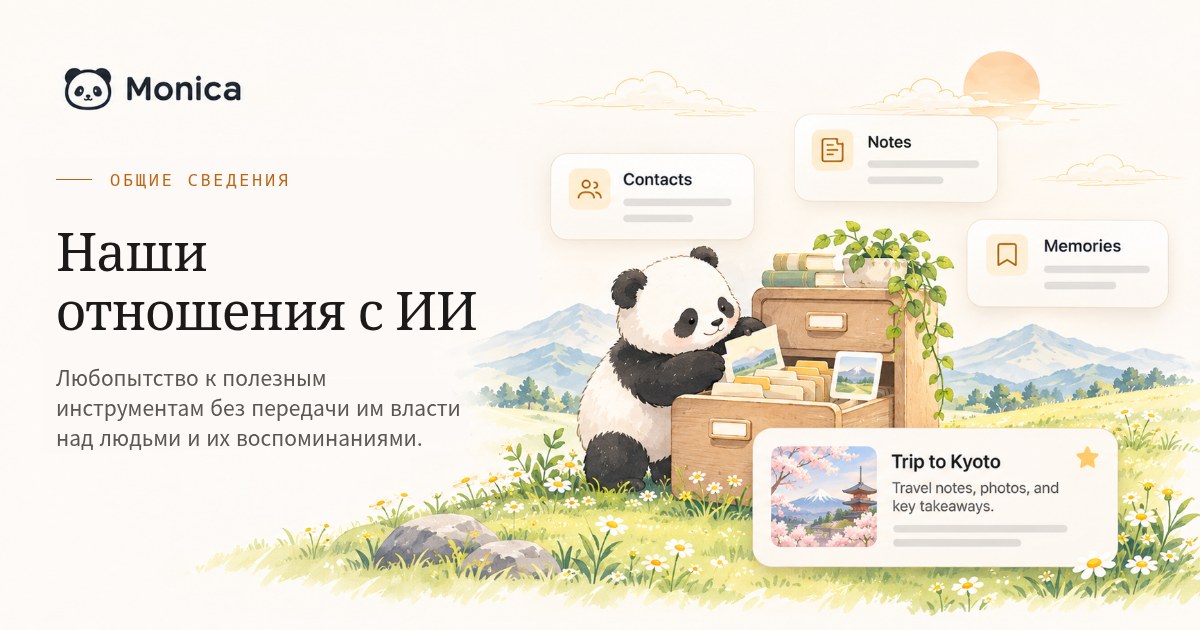 Monica
ОБЩИЕ СВЕДЕНИЯ
Наши
отношения с ИИ
Любопытство к полезным
инструментам без передачи им власти
над людьми и их воспоминаниями.
Contacts
Notes
Memories
Trip to Kyoto
Travel notes, photos, and
key takeaways.